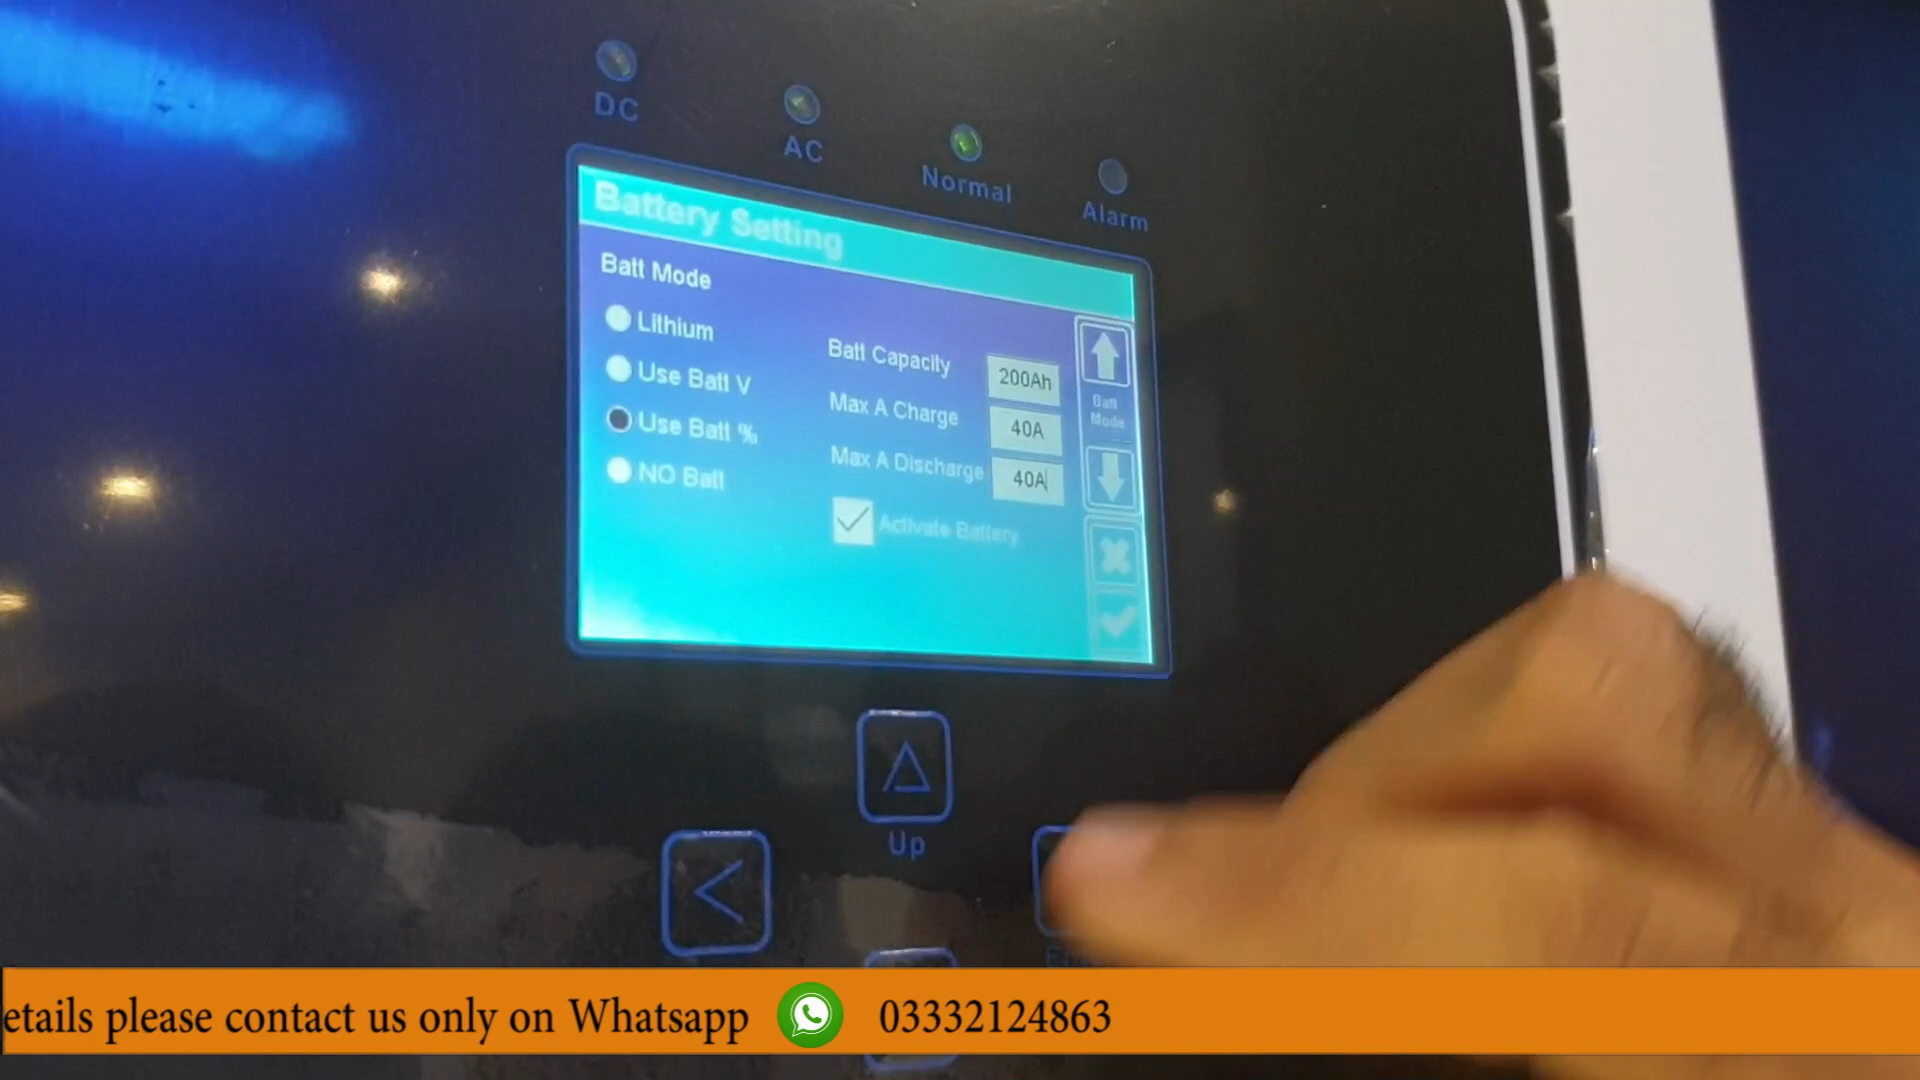 DC
AC
Normal
Alarm
Battery Setting
Batt Mode
Lithium
Use Batt V
Use Batt %
NO Batt
Batt Capacity 200Ah
Max A Charge 40A
Max A Discharge 40A
Activate Battery
Batt
Mode
Up
etails please contact us only on Whatsapp 03332124863